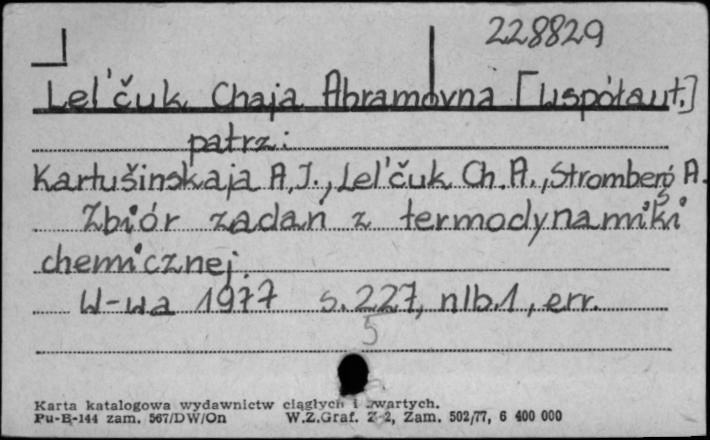 228829
Lel'čuk Chaja Abramovna [współaut.]
patrz:
Kartušinskaja A.I., Lel'čuk Ch. A., Stromberg A.
Zbiór zadań z termodynamiki
chemicznej.
W-wa 1977 s. 227, nlb.1, err.
5
Karta katalogowa wydawnictw ciągłych i zwartych.
Pu-B-144 zam. 567/DW/On W.Z.Graf. Z-2, Zam. 502/77, 6 400 000